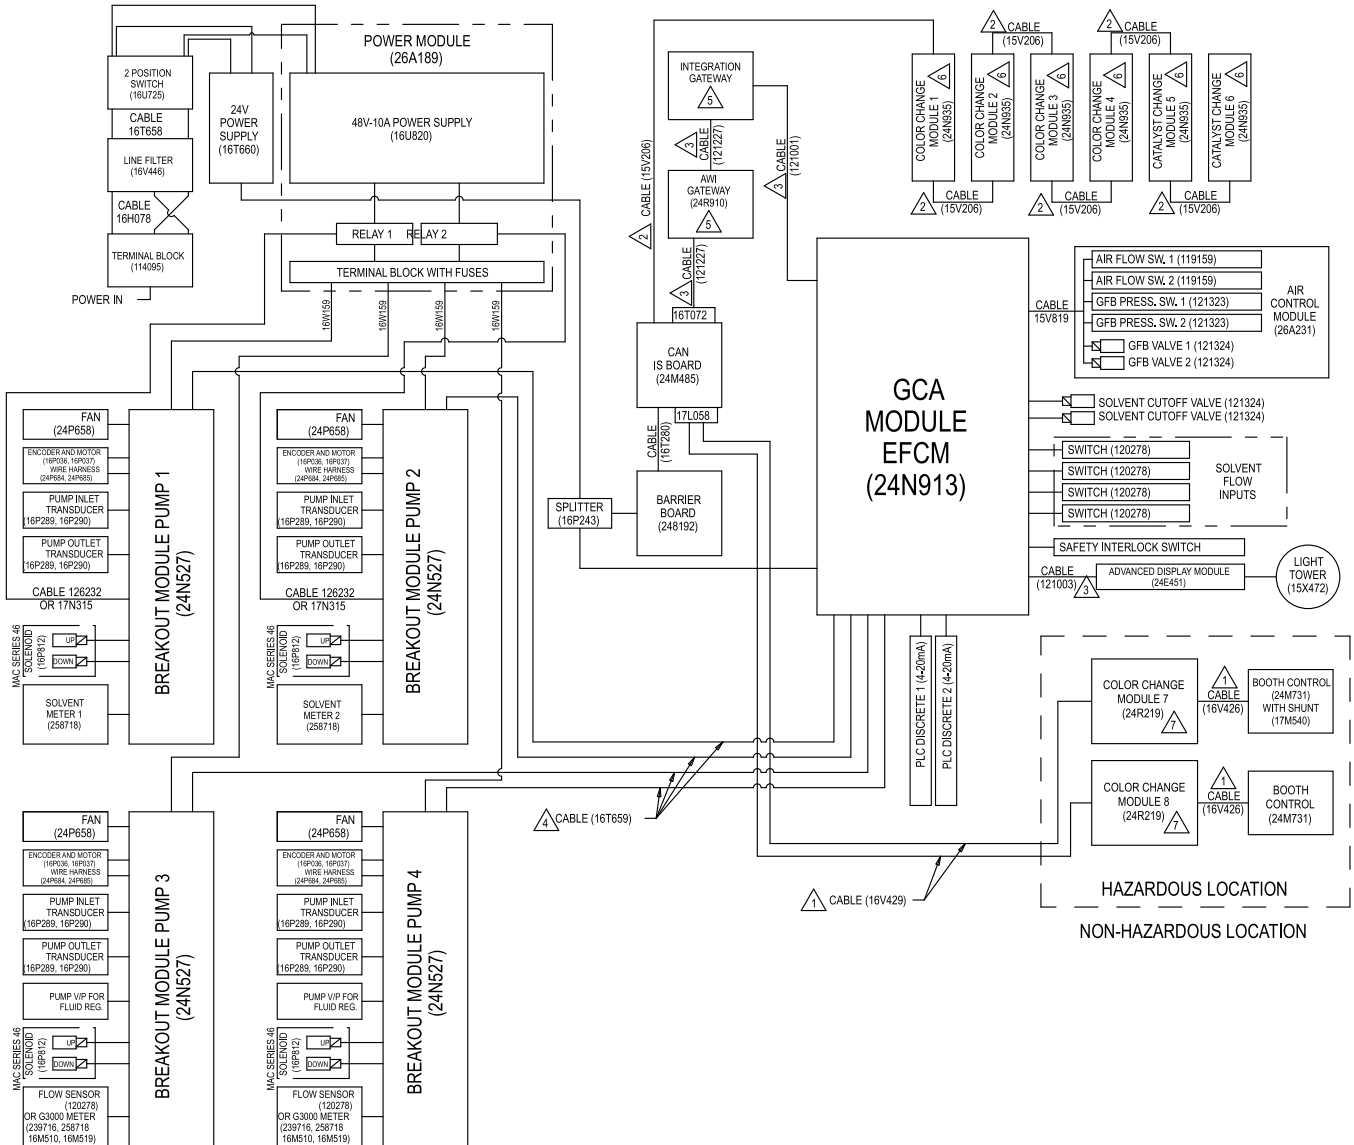 POWER MODULE
(26A189)
2 POSITION
SWITCH
(16U725)
CABLE
16T658
LINE FILTER
(16V446)
CABLE
16H078
TERMINAL BLOCK
(114095)
POWER IN
24V
POWER
SUPPLY
(16T660)
48V-10A POWER SUPPLY
(16U820)
RELAY 1
RELAY 2
TERMINAL BLOCK WITH FUSES
16W159
16W159
16W159
16W159
INTEGRATION
GATEWAY
5
3
CABLE
(121227)
AWI
GATEWAY
(24R910)
5
3
CABLE
(121227)
3
CABLE
(121001)
2
CABLE (15V206)
16T072
CAN
IS BOARD
(24M485)
17L058
CABLE
(16T280)
BARRIER
BOARD
(248192)
SPLITTER
(16P243)
2
CABLE
(15V206)
2
CABLE
(15V206)
COLOR CHANGE
MODULE 1
(24N935)
6
COLOR CHANGE
MODULE 2
(24N935)
6
COLOR CHANGE
MODULE 3
(24N935)
6
COLOR CHANGE
MODULE 4
(24N935)
6
CATALYST CHANGE
MODULE 5
(24N935)
6
CATALYST CHANGE
MODULE 6
(24N935)
6
2
CABLE
(15V206)
2
CABLE
(15V206)
2
CABLE
(15V206)
GCA
MODULE
EFCM
(24N913)
CABLE
15V819
AIR FLOW SW. 1 (119159)
AIR FLOW SW. 2 (119159)
GFB PRESS. SW. 1 (121323)
GFB PRESS. SW. 2 (121323)
GFB VALVE 1 (121324)
GFB VALVE 2 (121324)
AIR
CONTROL
MODULE
(26A231)
SOLVENT CUTOFF VALVE (121324)
SOLVENT CUTOFF VALVE (121324)
SWITCH (120278)
SWITCH (120278)
SWITCH (120278)
SWITCH (120278)
SOLVENT
FLOW
INPUTS
SAFETY INTERLOCK SWITCH
CABLE
(121003)
3
ADVANCED DISPLAY MODULE
(24E451)
LIGHT
TOWER
(15X472)
PLC DISCRETE 1 (4-20mA)
PLC DISCRETE 2 (4-20mA)
COLOR CHANGE
MODULE 7
(24R219)
7
1
CABLE
(16V426)
BOOTH CONTROL
(24M731)
WITH SHUNT
(17M540)
COLOR CHANGE
MODULE 8
(24R219)
7
1
CABLE
(16V426)
BOOTH
CONTROL
(24M731)
HAZARDOUS LOCATION
NON-HAZARDOUS LOCATION
4
CABLE (16T659)
1
CABLE (16V429)
FAN
(24P658)
ENCODER AND MOTOR
(16P036, 16P037)
WIRE HARNESS
(24P684, 24P685)
PUMP INLET
TRANSDUCER
(16P289, 16P290)
PUMP OUTLET
TRANSDUCER
(16P289, 16P290)
CABLE 126232
OR 17N315
MAC SERIES 46
SOLENOID
(16P812)
UP
DOWN
SOLVENT
METER 1
(258718)
BREAKOUT MODULE PUMP 1
(24N527)
FAN
(24P658)
ENCODER AND MOTOR
(16P036, 16P037)
WIRE HARNESS
(24P684, 24P685)
PUMP INLET
TRANSDUCER
(16P289, 16P290)
PUMP OUTLET
TRANSDUCER
(16P289, 16P290)
CABLE 126232
OR 17N315
MAC SERIES 46
SOLENOID
(16P812)
UP
DOWN
SOLVENT
METER 2
(258718)
BREAKOUT MODULE PUMP 2
(24N527)
FAN
(24P658)
ENCODER AND MOTOR
(16P036, 16P037)
WIRE HARNESS
(24P684, 24P685)
PUMP INLET
TRANSDUCER
(16P289, 16P290)
PUMP OUTLET
TRANSDUCER
(16P289, 16P290)
PUMP V/P FOR
FLUID REG.
MAC SERIES 46
SOLENOID
(16P812)
UP
DOWN
FLOW SENSOR
(120278)
OR G3000 METER
(239716, 258718
16M510, 16M519)
BREAKOUT MODULE PUMP 3
(24N527)
FAN
(24P658)
ENCODER AND MOTOR
(16P036, 16P037)
WIRE HARNESS
(24P684, 24P685)
PUMP INLET
TRANSDUCER
(16P289, 16P290)
PUMP OUTLET
TRANSDUCER
(16P289, 16P290)
PUMP V/P FOR
FLUID REG.
MAC SERIES 46
SOLENOID
(16P812)
UP
DOWN
FLOW SENSOR
(120278)
OR G3000 METER
(239716, 258718
16M510, 16M519)
BREAKOUT MODULE PUMP 4
(24N527)